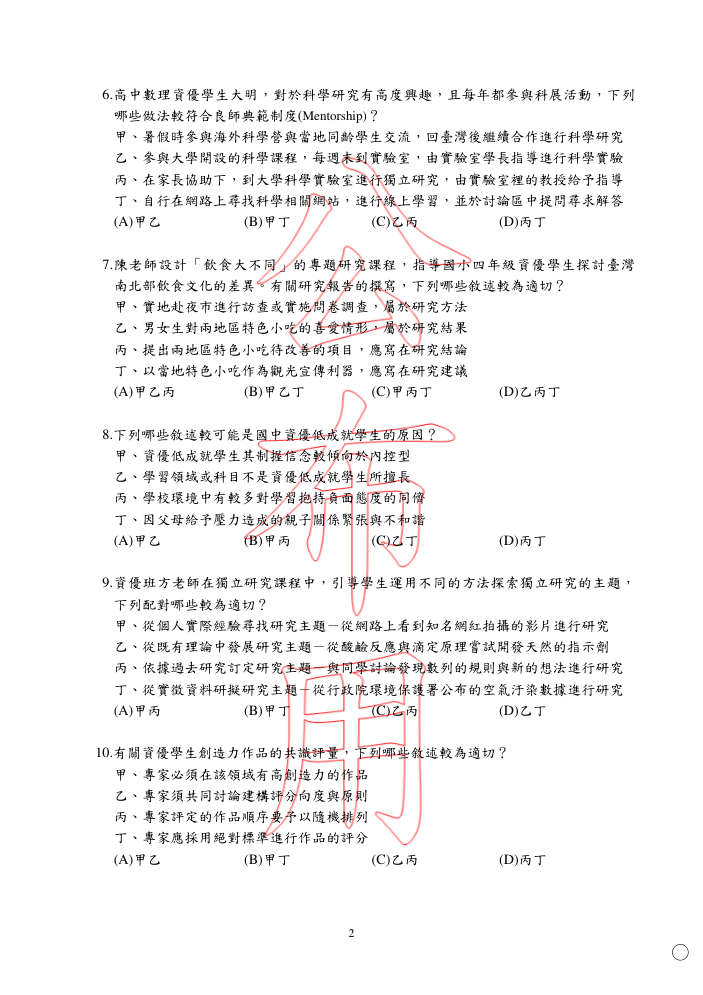 6.高中數理資優學生大明，對於科學研究有高度興趣，且每年都參與科展活動，下列
哪些做法較符合良師典範制度(Mentorship)？
甲、暑假時參與海外科學營與當地同齡學生交流，回臺灣後繼續合作進行科學研究
乙、參與大學開設的科學課程，每週末到實驗室，由實驗室學長指導進行科學實驗
丙、在家長協助下，到大學科學實驗室進行獨立研究，由實驗室裡的教授給予指導
丁、自行在網路上尋找科學相關網站，進行線上學習，並於討論區中提問尋求解答
(A)甲乙 (B)甲丁 (C)乙丙 (D)丙丁
7.陳老師設計「飲食大不同」的專題研究課程，指導國小四年級資優學生探討臺灣
南北部飲食文化的差異。有關研究報告的撰寫，下列哪些敘述較為適切？
甲、實地赴夜市進行訪查或實施問卷調查，屬於研究方法
乙、男女生對兩地區特色小吃的喜愛情形，屬於研究結果
丙、提出兩地區特色小吃待改善的項目，應寫在研究結論
丁、以當地特色小吃作為觀光宣傳利器，應寫在研究建議
(A)甲乙丙 (B)甲乙丁 (C)甲丙丁 (D)乙丙丁
8.下列哪些敘述較可能是國中資優低成就學生的原因？
甲、資優低成就學生其制握信念較傾向於內控型
乙、學習領域或科目不是資優低成就學生所擅長
丙、學校環境中有較多對學習抱持負面態度的同儕
丁、因父母給予壓力造成的親子關係緊張與不和諧
(A)甲乙 (B)甲丙 (C)乙丁 (D)丙丁
9.資優班方老師在獨立研究課程中，引導學生運用不同的方法探索獨立研究的主題，
下列配對哪些較為適切？
甲、從個人實際經驗尋找研究主題－從網路上看到知名網紅拍攝的影片進行研究
乙、從既有理論中發展研究主題－從酸鹼反應與滴定原理嘗試開發天然的指示劑
丙、依據過去研究訂定研究主題－與同學討論發現數列的規則與新的想法進行研究
丁、從實徵資料研擬研究主題－從行政院環境保護署公布的空氣汙染數據進行研究
(A)甲丙 (B)甲丁 (C)乙丙 (D)乙丁
10.有關資優學生創造力作品的共識評量，下列哪些敘述較為適切？
甲、專家必須在該領域有高創造力的作品
乙、專家須共同討論建構評分向度與原則
丙、專家評定的作品順序要予以隨機排列
丁、專家應採用絕對標準進行作品的評分
(A)甲乙 (B)甲丁 (C)乙丙 (D)丙丁
公布用
2